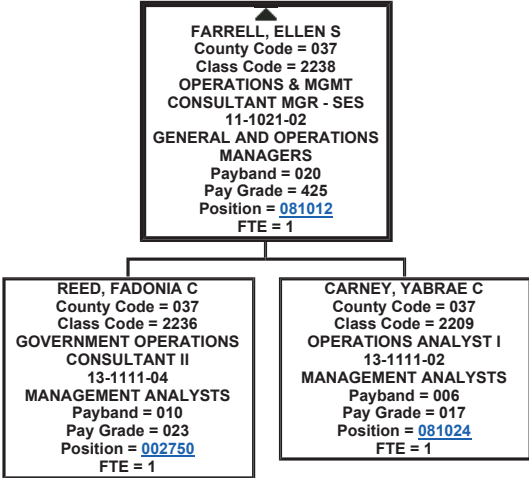 FARRELL, ELLEN S
County Code = 037
Class Code = 2238
OPERATIONS & MGMT
CONSULTANT MGR - SES
11-1021-02
GENERAL AND OPERATIONS
MANAGERS
Payband = 020
Pay Grade = 425
Position = 081012
FTE = 1
REED, FADONIA C
County Code = 037
Class Code = 2236
GOVERNMENT OPERATIONS
CONSULTANT II
13-1111-04
MANAGEMENT ANALYSTS
Payband = 010
Pay Grade = 023
Position = 002750
FTE = 1
CARNEY, YABRAE C
County Code = 037
Class Code = 2209
OPERATIONS ANALYST I
13-1111-02
MANAGEMENT ANALYSTS
Payband = 006
Pay Grade = 017
Position = 081024
FTE = 1